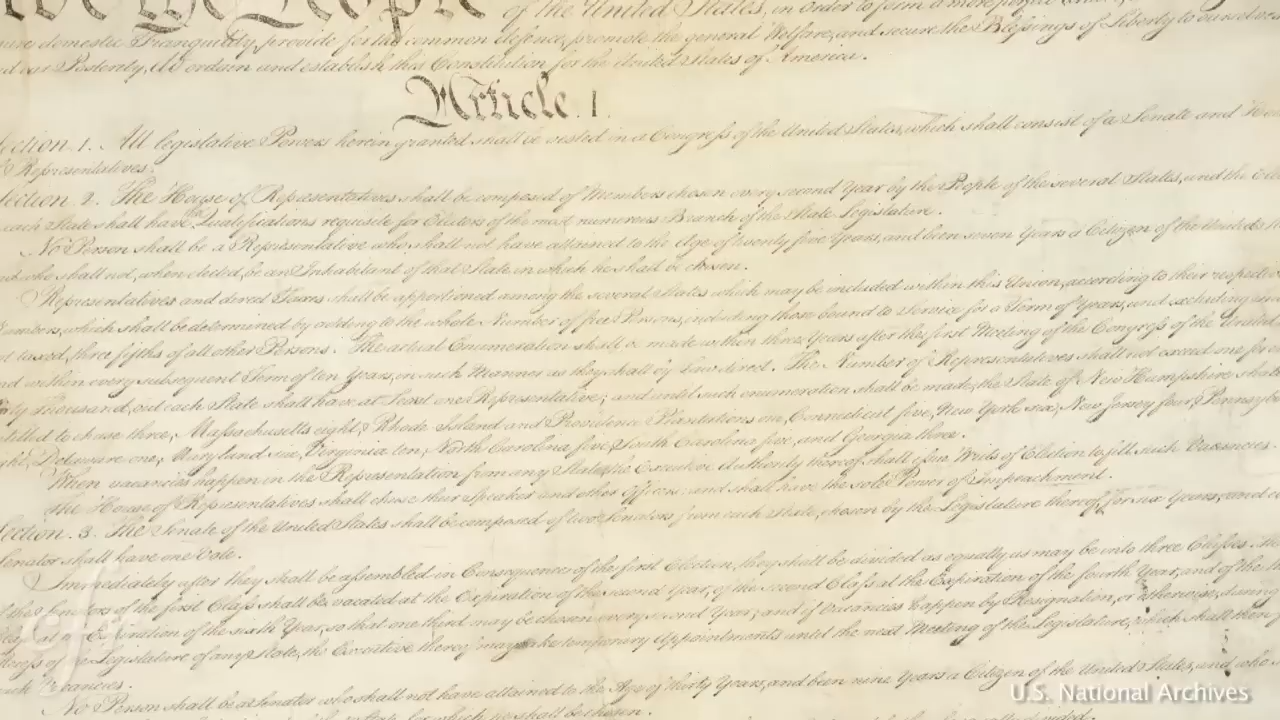 We the People of the United States, in Order to form a more perfect
domestic Tranquility, provide for the common defence, promote the general Welfare, and secure the Blessings of Liberty to ourselves
our Posterity, do ordain and establish this Constitution for the United States of America.
Article. I.
Section. 1. All legislative Powers herein granted shall be vested in a Congress of the United States, which shall consist of a Senate and
Representatives.
Section. 2. The House of Representatives shall be composed of Members chosen every second Year by the People of the several States, and the
each State shall have the Qualifications requisite for Electors of the most numerous Branch of the State Legislature.
No Person shall be a Representative who shall not have attained to the Age of twenty five Years, and been seven Years a Citizen of the United
who shall not, when elected, be an Inhabitant of that State in which he shall be chosen.
Representatives and direct Taxes shall be apportioned among the several States which may be included within this Union, according to their respective
Numbers, which shall be determined by adding to the whole Number of free Persons, including those bound to Service for a Term of Years, and excluding
taxed, three fifths of all other Persons. The actual Enumeration shall be made within three Years after the first Meeting of the Congress of the United
within every subsequent Term of ten Years, in such Manner as they shall by Law direct. The Number of Representatives shall not exceed one for
thirty Thousand, but each State shall have at Least one Representative; and until such enumeration shall be made, the State of New Hampshire shall
entitled to chuse three, Massachusetts eight, Rhode Island and Providence Plantations one, Connecticut five, New York six, New Jersey four,
eight, Delaware one, Maryland six, Virginia ten, North Carolina five, South Carolina five, and Georgia three.
When vacancies happen in the Representation from any State, the Executive Authority thereof shall issue Writs of Election to fill such Vacancies.
The House of Representatives shall chuse their Speaker and other Officers; and shall have the sole Power of Impeachment.
Section. 3. The Senate of the United States shall be composed of two Senators from each State, chosen by the Legislature thereof, for six Years; and
Senator shall have one Vote.
Immediately after they shall be assembled in Consequence of the first Election, they shall be divided as equally as may be into three Classes. The
of the Senators of the first Class shall be vacated at the Expiration of the second Year, of the second Class at the Expiration of the fourth Year, and of the
at the Expiration of the sixth Year, so that one third may be chosen every second Year; and if Vacancies happen by Resignation, or otherwise, during
Recess of the Legislature of any State, the Executive thereof may make temporary Appointments until the next Meeting of the Legislature, which shall then
such Vacancies.
No Person shall be a Senator who shall not have attained to the Age of thirty Years, and been nine Years a Citizen of the United States, and who
State for which he shall be chosen.
U.S. National Archives